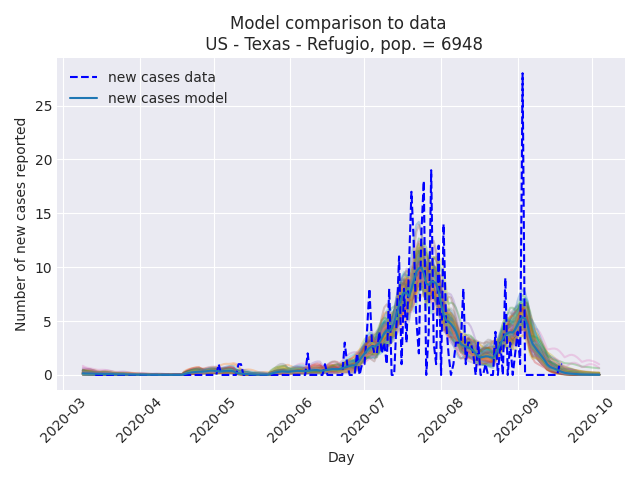 Model comparison to data
US - Texas - Refugio, pop. = 6948
new cases data
new cases model
Number of new cases reported
25
20
15
10
5
0
2020-03
2020-04
2020-05
2020-06
2020-07
2020-08
2020-09
2020-10
Day